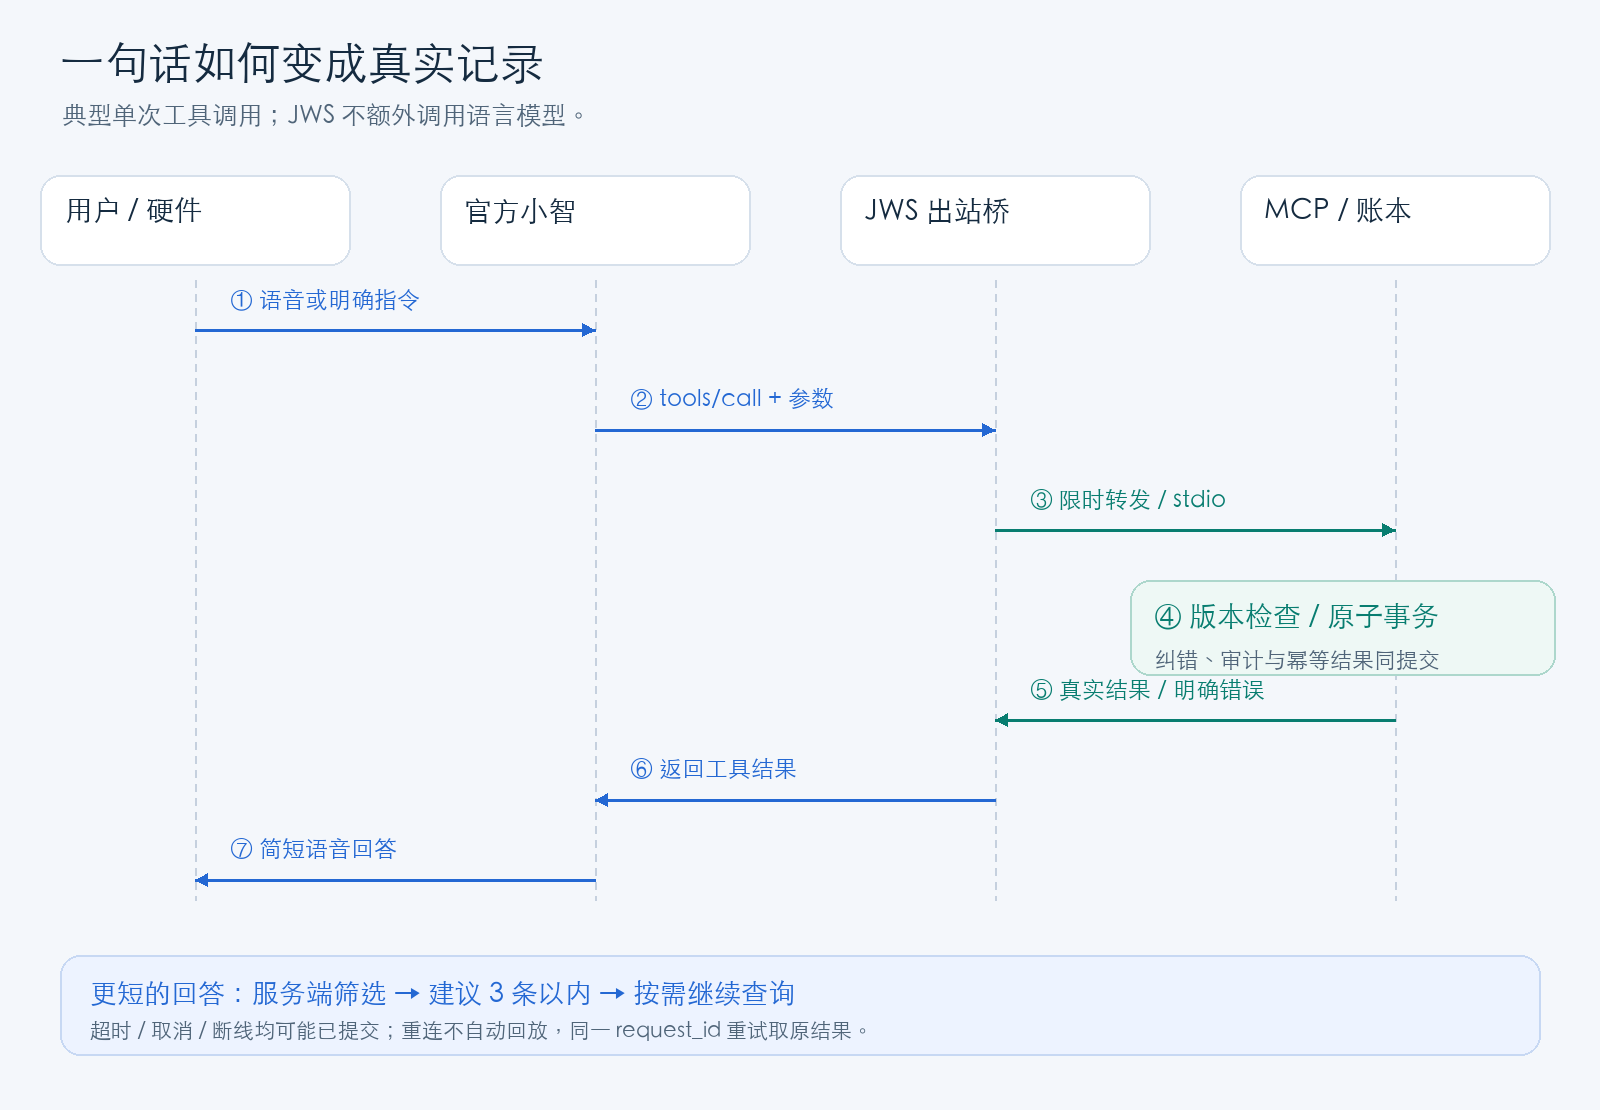 一句话如何变成真实记录
典型单次工具调用；JWS 不额外调用语言模型。
用户 / 硬件
官方小智
JWS 出站桥
MCP / 账本
① 语音或明确指令
② tools/call + 参数
③ 限时转发 / stdio
④ 版本检查 / 原子事务
纠错、审计与幂等结果同提交
⑤ 真实结果 / 明确错误
⑥ 返回工具结果
⑦ 简短语音回答
更短的回答：服务端筛选 → 建议 3 条以内 → 按需继续查询
超时 / 取消 / 断线均可能已提交；重连不自动回放，同一 request_id 重试取原结果。